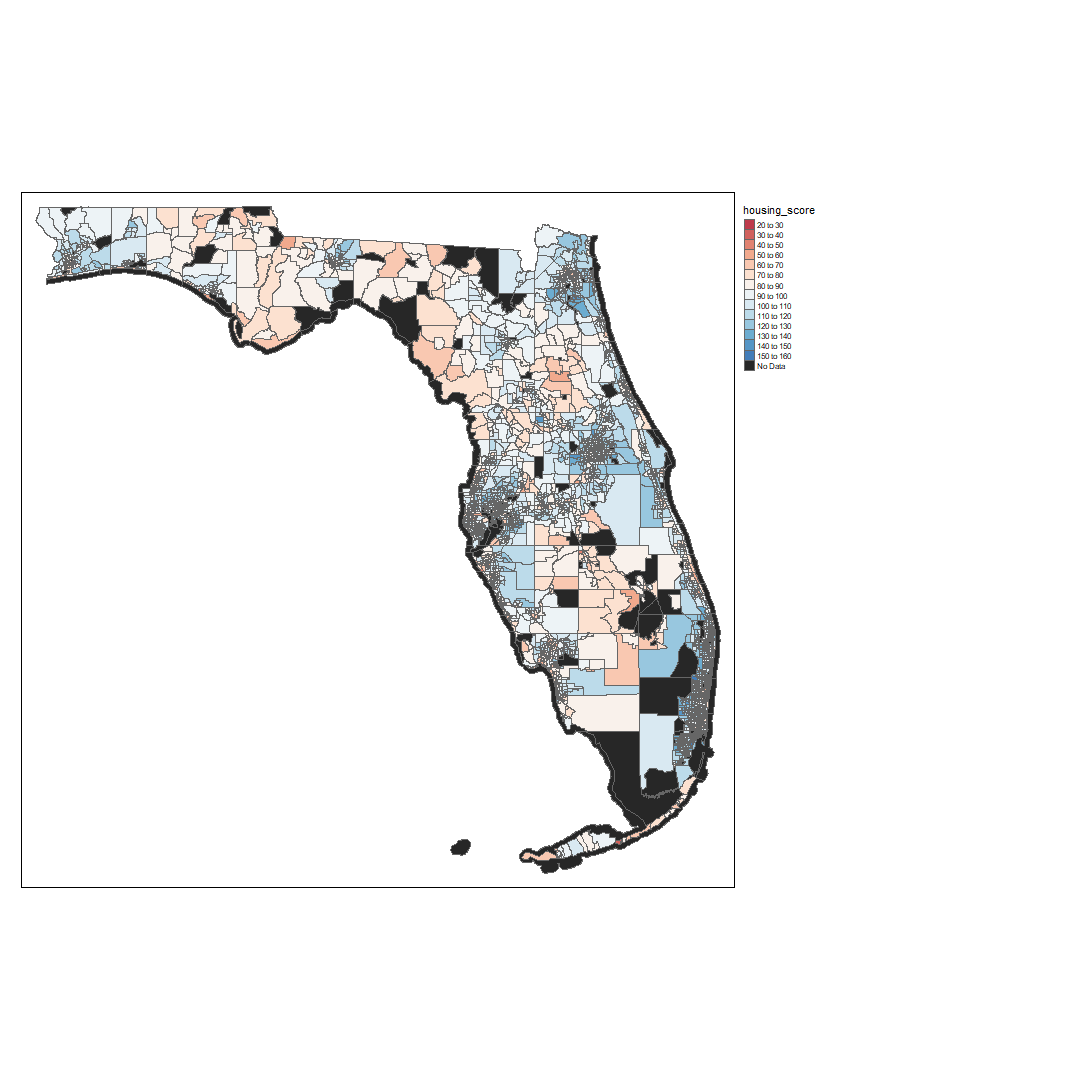 housing_score
20 to 30
30 to 40
40 to 50
50 to 60
60 to 70
70 to 80
80 to 90
90 to 100
100 to 110
110 to 120
120 to 130
130 to 140
140 to 150
150 to 160
No Data